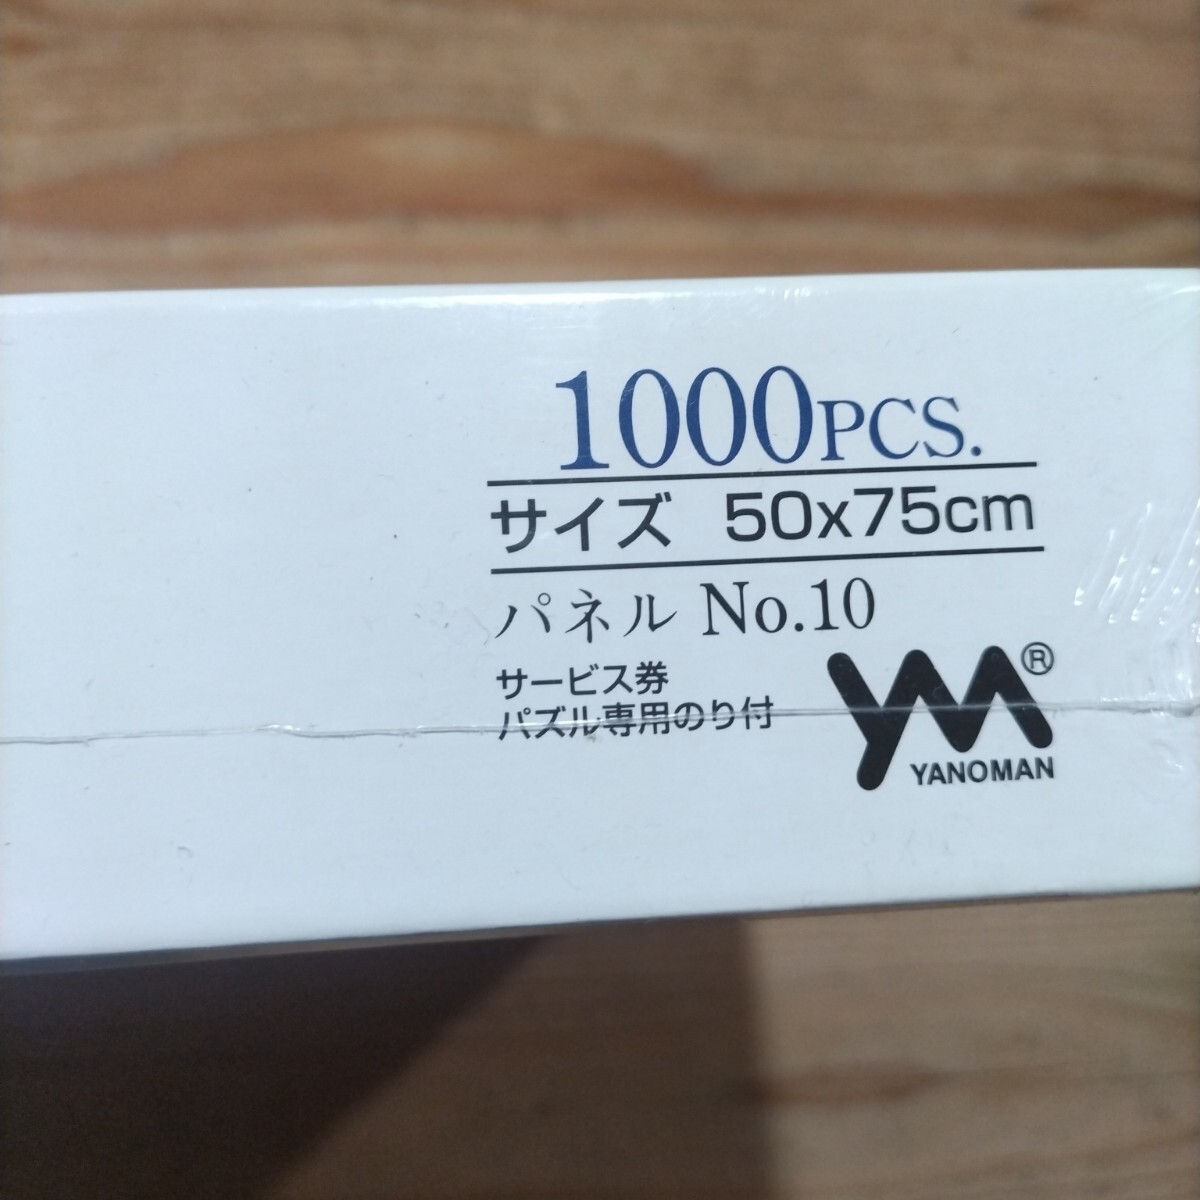 1000PCS.
サイズ 50x75cm
パネル No.10
サービス券
パズル専用のり付
YM®
YANOMAN